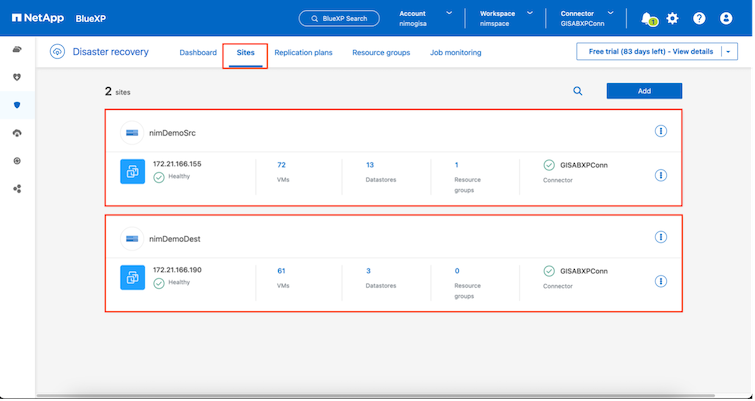 NetApp BlueXP
BlueXP Search
Account
nimogisa
Workspace
nimspace
Connector
GISABXPConn
1
Disaster recovery
Dashboard
Sites
Replication plans
Resource groups
Job monitoring
Free trial (83 days left) - View details
2 sites
Add
nimDemoSrc
172.21.166.155
Healthy
72
VMs
13
Datastores
1
Resource
groups
GISABXPConn
Connector
nimDemoDest
172.21.166.190
Healthy
61
VMs
3
Datastores
0
Resource
groups
GISABXPConn
Connector